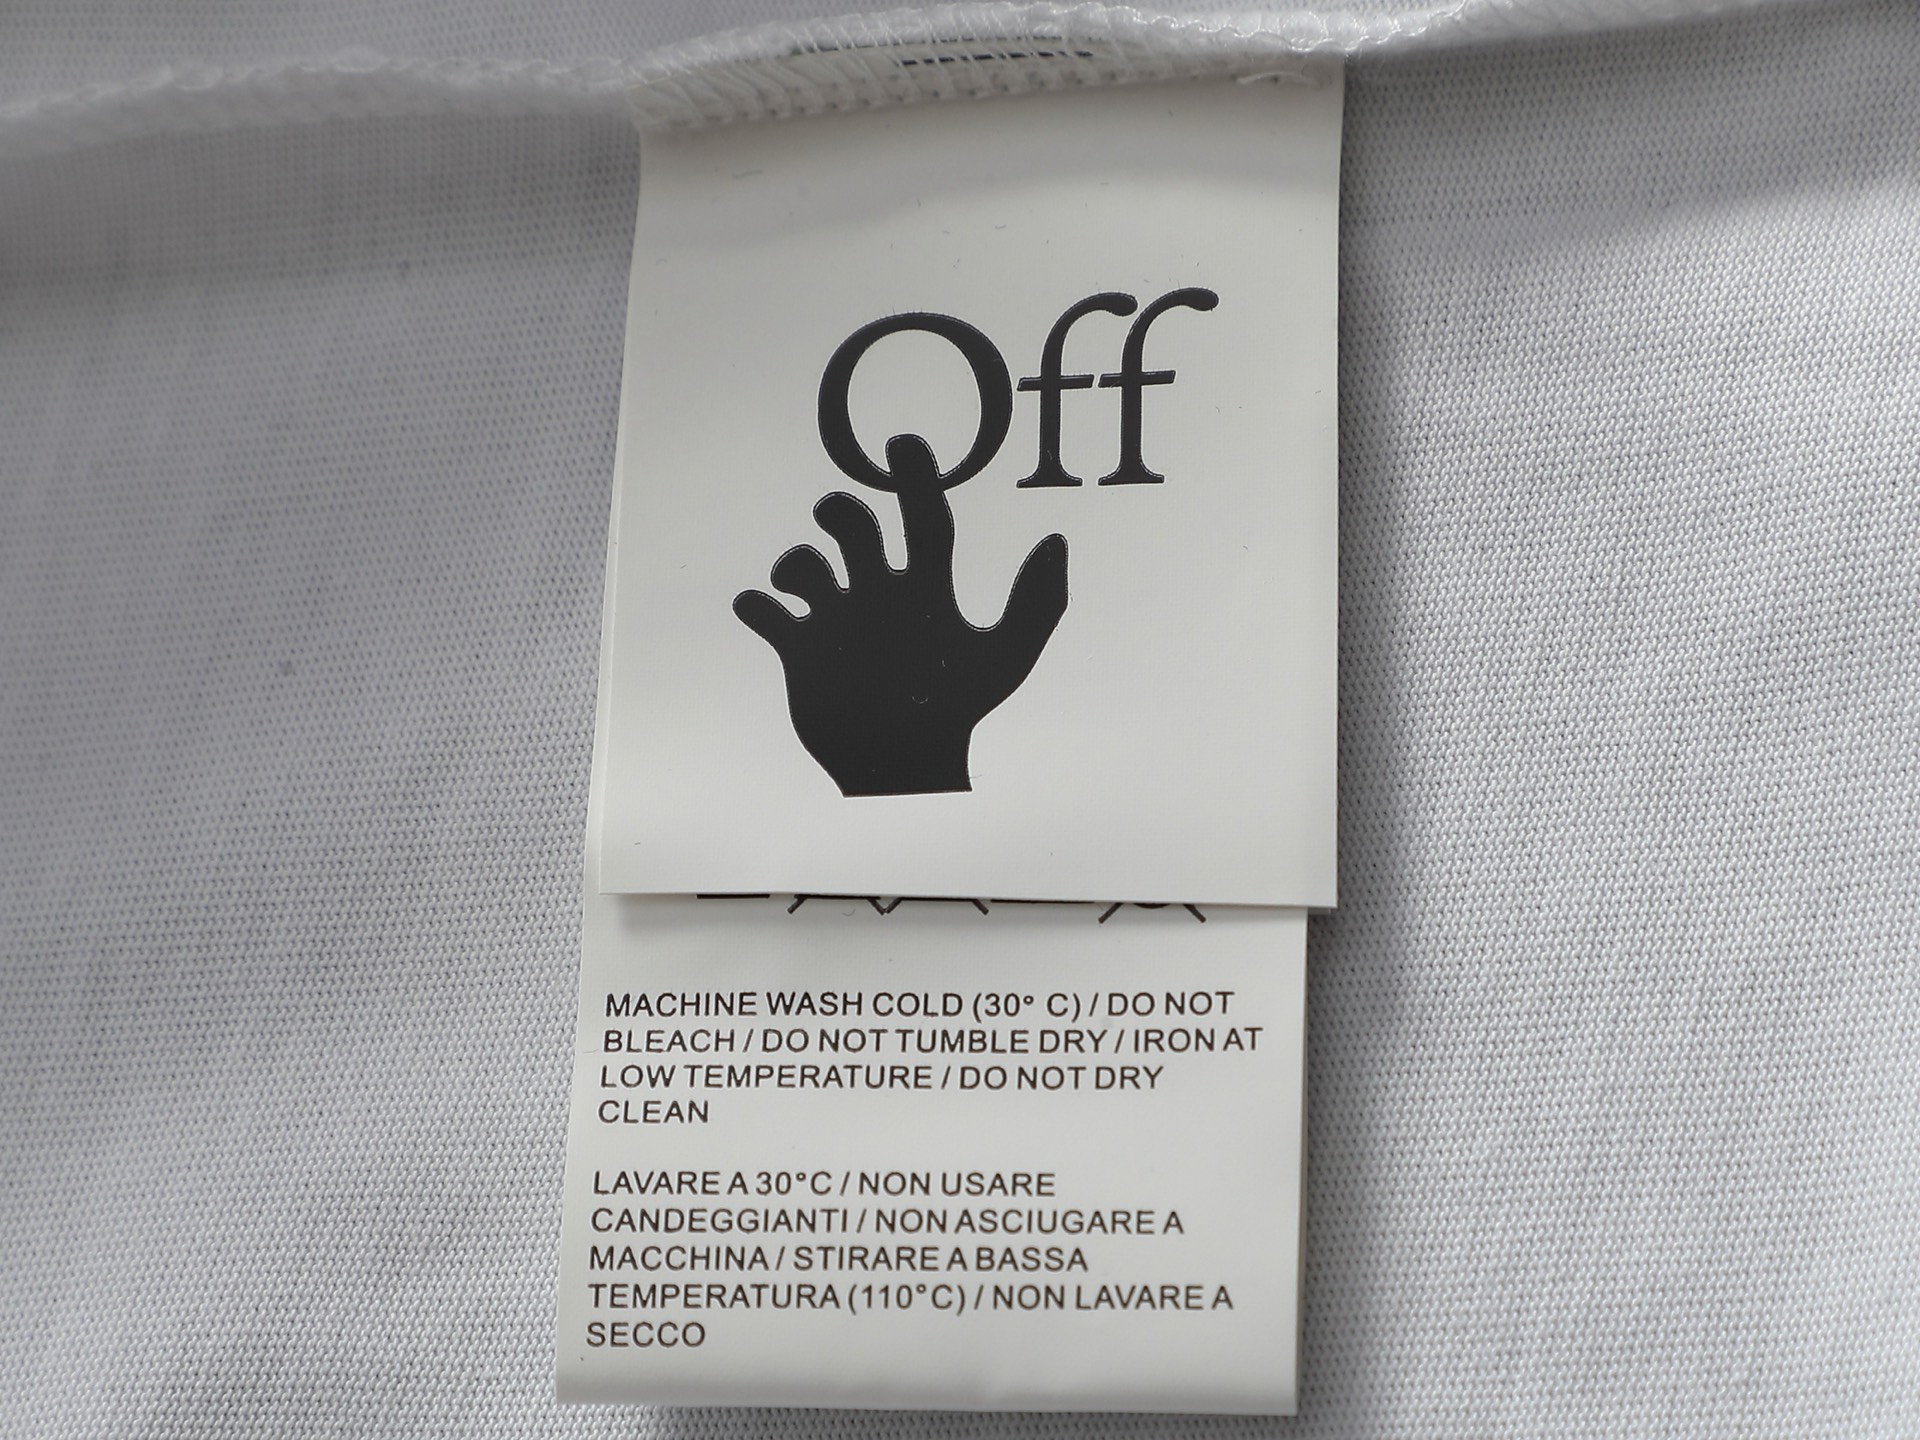 Off
MACHINE WASH COLD (30° C) / DO NOT
BLEACH / DO NOT TUMBLE DRY / IRON AT
LOW TEMPERATURE / DO NOT DRY
CLEAN
LAVARE A 30°C / NON USARE
CANDEGGIANTI / NON ASCIUGARE A
MACCHINA / STIRARE A BASSA
TEMPERATURA (110°C) / NON LAVARE A
SECCO